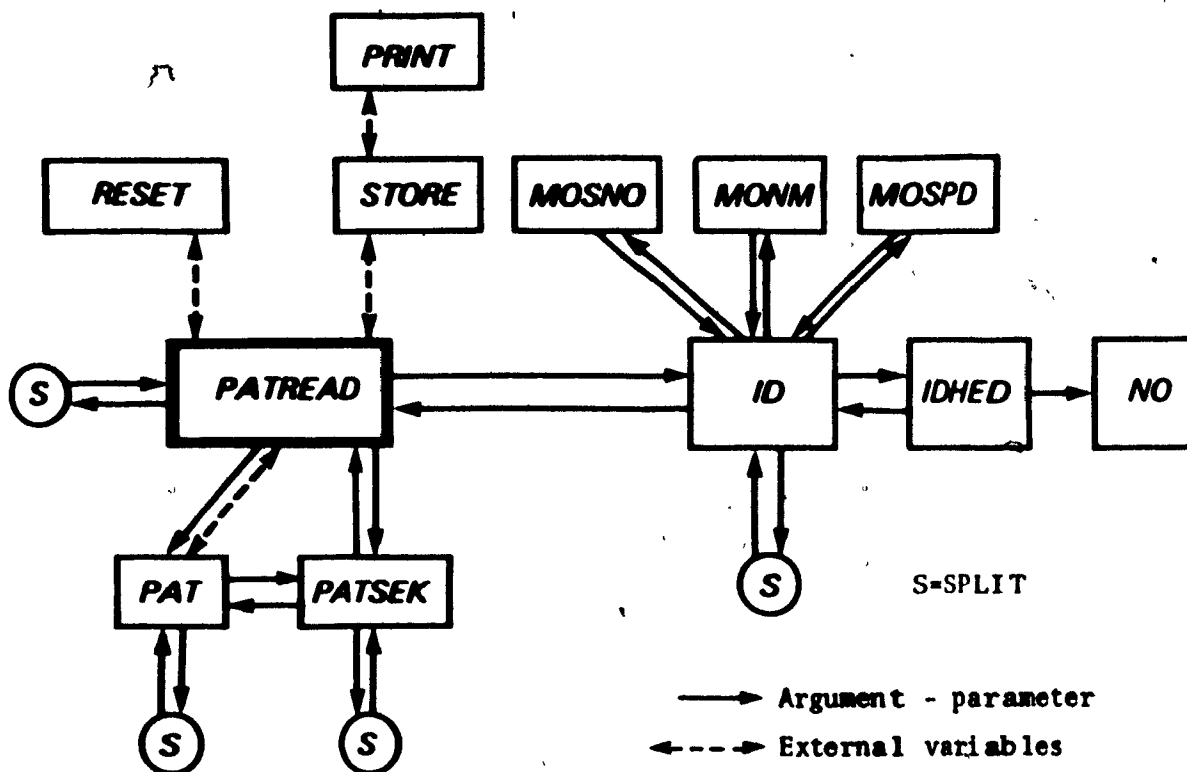 PRINT
RESET
STORE
MOSNO
MONM
MOSPD
S
PATREAD
ID
IDHED
NO
PAT
PATSEK
S
S=SPLIT
S
S
Argument - parameter
External variables